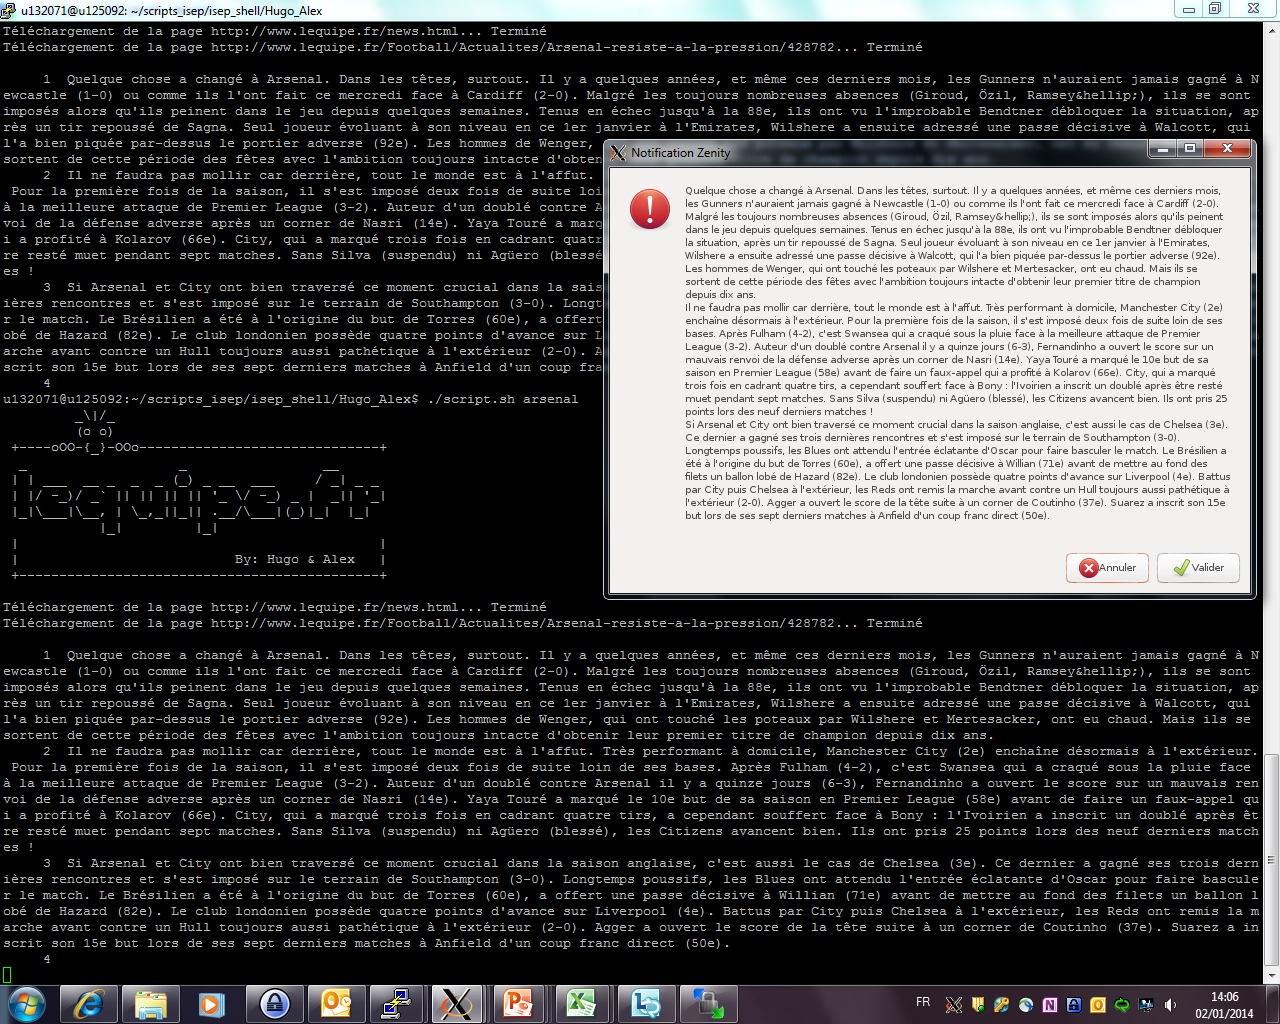 u132071@u125092: ~/scripts_isep/isep_shell/Hugo_Alex
Téléchargement de la page http://www.lequipe.fr/news.html... Terminé
Téléchargement de la page http://www.lequipe.fr/Football/Actualites/Arsenal-resiste-a-la-pression/428782... Terminé
1 Quelque chose a changé à Arsenal. Dans les têtes, surtout. Il y a quelques années, et même ces derniers mois, les Gunners n'auraient jamais gagné à N
ewcastle (1-0) ou comme ils l'ont fait ce mercredi face à Cardiff (2-0). Malgré les toujours nombreuses absences (Giroud, Özil, Ramsey&hellip;), ils se sont
imposés alors qu'ils peinent dans le jeu depuis quelques semaines. Tenus en échec jusqu'à la 88e, ils ont vu l'improbable Bendtner débloquer la situation, ap
rès un tir repoussé de Sagna. Seul joueur évoluant à son niveau en ce 1er janvier à l'Emirates, Wilshere a ensuite adressé une passe décisive à Walcott, qui
l'a bien piquée par-dessus le portier adverse (92e). Les hommes de Wenger,
sortent de cette période des fêtes avec l'ambition toujours intacte d'obten
2 Il ne faudra pas mollir car derrière, tout le monde est à l'affut.
Pour la première fois de la saison, il s'est imposé deux fois de suite loi
à la meilleure attaque de Premier League (3-2). Auteur d'un doublé contre A
voi de la défense adverse après un corner de Nasri (14e). Yaya Touré a marq
i a profité à Kolarov (66e). City, qui a marqué trois fois en cadrant quatr
re resté muet pendant sept matches. Sans Silva (suspendu) ni Agüero (blessé
es !
3 Si Arsenal et City ont bien traversé ce moment crucial dans la sais
ières rencontres et s'est imposé sur le terrain de Southampton (3-0). Longt
r le match. Le Brésilien a été à l'origine du but de Torres (60e), a offert
obé de Hazard (82e). Le club londonien possède quatre points d'avance sur L
arche avant contre un Hull toujours aussi pathétique à l'extérieur (2-0). A
scrit son 15e but lors de ses sept derniers matches à Anfield d'un coup fra
4
u132071@u125092:~/scripts_isep/isep_shell/Hugo_Alex$ ./script.sh arsenal
Lequipe.fr
By: Hugo & Alex
Notification Zenity
Quelque chose a changé à Arsenal. Dans les têtes, surtout. Il y a quelques années, et même ces derniers mois,
les Gunners n'auraient jamais gagné à Newcastle (1-0) ou comme ils l'ont fait ce mercredi face à Cardiff (2-0).
Malgré les toujours nombreuses absences (Giroud, Özil, Ramsey&hellip;), ils se sont imposés alors qu'ils peinent
dans le jeu depuis quelques semaines. Tenus en échec jusqu'à la 88e, ils ont vu l'improbable Bendtner débloquer
la situation, après un tir repoussé de Sagna. Seul joueur évoluant à son niveau en ce 1er janvier à l'Emirates,
Wilshere a ensuite adressé une passe décisive à Walcott, qui l'a bien piquée par-dessus le portier adverse (92e).
Les hommes de Wenger, qui ont touché les poteaux par Wilshere et Mertesacker, ont eu chaud. Mais ils se
sortent de cette période des fêtes avec l'ambition toujours intacte d'obtenir leur premier titre de champion
depuis dix ans.
Il ne faudra pas mollir car derrière, tout le monde est à l'affut. Très performant à domicile, Manchester City (2e)
enchaîne désormais à l'extérieur. Pour la première fois de la saison, il s'est imposé deux fois de suite loin de ses
bases. Après Fulham (4-2), c'est Swansea qui a craqué sous la pluie face à la meilleure attaque de Premier
League (3-2). Auteur d'un doublé contre Arsenal il y a quinze jours (6-3), Fernandinho a ouvert le score sur un
mauvais renvoi de la défense adverse après un corner de Nasri (14e). Yaya Touré a marqué le 10e but de sa
saison en Premier League (58e) avant de faire un faux-appel qui a profité à Kolarov (66e). City, qui a marqué
trois fois en cadrant quatre tirs, a cependant souffert face à Bony : l'Ivoirien a inscrit un doublé après être resté
muet pendant sept matches. Sans Silva (suspendu) ni Agüero (blessé), les Citizens avancent bien. Ils ont pris 25
points lors des neuf derniers matches !
Si Arsenal et City ont bien traversé ce moment crucial dans la saison anglaise, c'est aussi le cas de Chelsea (3e).
Ce dernier a gagné ses trois dernières rencontres et s'est imposé sur le terrain de Southampton (3-0).
Longtemps poussifs, les Blues ont attendu l'entrée éclatante d'Oscar pour faire basculer le match. Le Brésilien a
été à l'origine du but de Torres (60e), a offert une passe décisive à Willian (71e) avant de mettre au fond des
filets un ballon lobé de Hazard (82e). Le club londonien possède quatre points d'avance sur Liverpool (4e). Battus
par City puis Chelsea à l'extérieur, les Reds ont remis la marche avant contre un Hull toujours aussi pathétique à
l'extérieur (2-0). Agger a ouvert le score de la tête suite à un corner de Coutinho (37e). Suarez a inscrit son 15e
but lors de ses sept derniers matches à Anfield d'un coup franc direct (50e).
Annuler
Valider
Téléchargement de la page http://www.lequipe.fr/news.html... Terminé
Téléchargement de la page http://www.lequipe.fr/Football/Actualites/Arsenal-resiste-a-la-pression/428782... Terminé
1 Quelque chose a changé à Arsenal. Dans les têtes, surtout. Il y a quelques années, et même ces derniers mois, les Gunners n'auraient jamais gagné à N
ewcastle (1-0) ou comme ils l'ont fait ce mercredi face à Cardiff (2-0). Malgré les toujours nombreuses absences (Giroud, Özil, Ramsey&hellip;), ils se sont
imposés alors qu'ils peinent dans le jeu depuis quelques semaines. Tenus en échec jusqu'à la 88e, ils ont vu l'improbable Bendtner débloquer la situation, ap
rès un tir repoussé de Sagna. Seul joueur évoluant à son niveau en ce 1er janvier à l'Emirates, Wilshere a ensuite adressé une passe décisive à Walcott, qui
l'a bien piquée par-dessus le portier adverse (92e). Les hommes de Wenger, qui ont touché les poteaux par Wilshere et Mertesacker, ont eu chaud. Mais ils se
sortent de cette période des fêtes avec l'ambition toujours intacte d'obtenir leur premier titre de champion depuis dix ans.
2 Il ne faudra pas mollir car derrière, tout le monde est à l'affut. Très performant à domicile, Manchester City (2e) enchaîne désormais à l'extérieur.
Pour la première fois de la saison, il s'est imposé deux fois de suite loin de ses bases. Après Fulham (4-2), c'est Swansea qui a craqué sous la pluie face
à la meilleure attaque de Premier League (3-2). Auteur d'un doublé contre Arsenal il y a quinze jours (6-3), Fernandinho a ouvert le score sur un mauvais ren
voi de la défense adverse après un corner de Nasri (14e). Yaya Touré a marqué le 10e but de sa saison en Premier League (58e) avant de faire un faux-appel qu
i a profité à Kolarov (66e). City, qui a marqué trois fois en cadrant quatre tirs, a cependant souffert face à Bony : l'Ivoirien a inscrit un doublé après êt
re resté muet pendant sept matches. Sans Silva (suspendu) ni Agüero (blessé), les Citizens avancent bien. Ils ont pris 25 points lors des neuf derniers match
es !
3 Si Arsenal et City ont bien traversé ce moment crucial dans la saison anglaise, c'est aussi le cas de Chelsea (3e). Ce dernier a gagné ses trois dern
ières rencontres et s'est imposé sur le terrain de Southampton (3-0). Longtemps poussifs, les Blues ont attendu l'entrée éclatante d'Oscar pour faire bascule
r le match. Le Brésilien a été à l'origine du but de Torres (60e), a offert une passe décisive à Willian (71e) avant de mettre au fond des filets un ballon l
obé de Hazard (82e). Le club londonien possède quatre points d'avance sur Liverpool (4e). Battus par City puis Chelsea à l'extérieur, les Reds ont remis la m
arche avant contre un Hull toujours aussi pathétique à l'extérieur (2-0). Agger a ouvert le score de la tête suite à un corner de Coutinho (37e). Suarez a in
scrit son 15e but lors de ses sept derniers matches à Anfield d'un coup franc direct (50e).
4
FR
14:06
02/01/2014